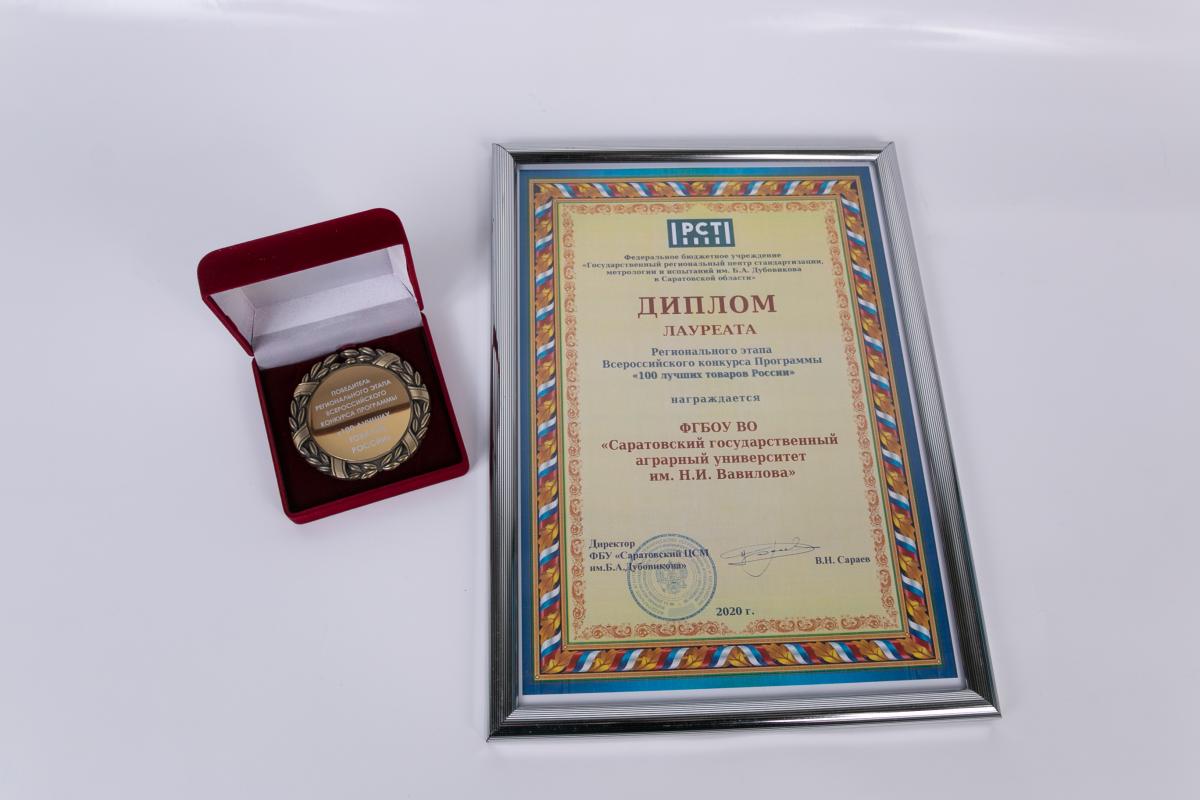 ПОБЕДИТЕЛЬ
РЕГИОНАЛЬНОГО ЭТАПА
ВСЕРОССИЙСКОГО
КОНКУРСА ПРОГРАММЫ
«100 ЛУЧШИХ
ТОВАРОВ
РОССИИ»
РСТ
Федеральное бюджетное учреждение
«Государственный региональный центр стандартизации,
метрологии и испытаний им. Б.А. Дубовикова
в Саратовской области»
ДИПЛОМ
ЛАУРЕАТА
Регионального этапа
Всероссийского конкурса Программы
«100 лучших товаров России»
награждается
ФГБОУ ВО
«Саратовский государственный
аграрный университет
им. Н.И. Вавилова»
Директор
ФБУ «Саратовский ЦСМ
им.Б.А.Дубовикова»
В.Н. Сараев
2020 г.